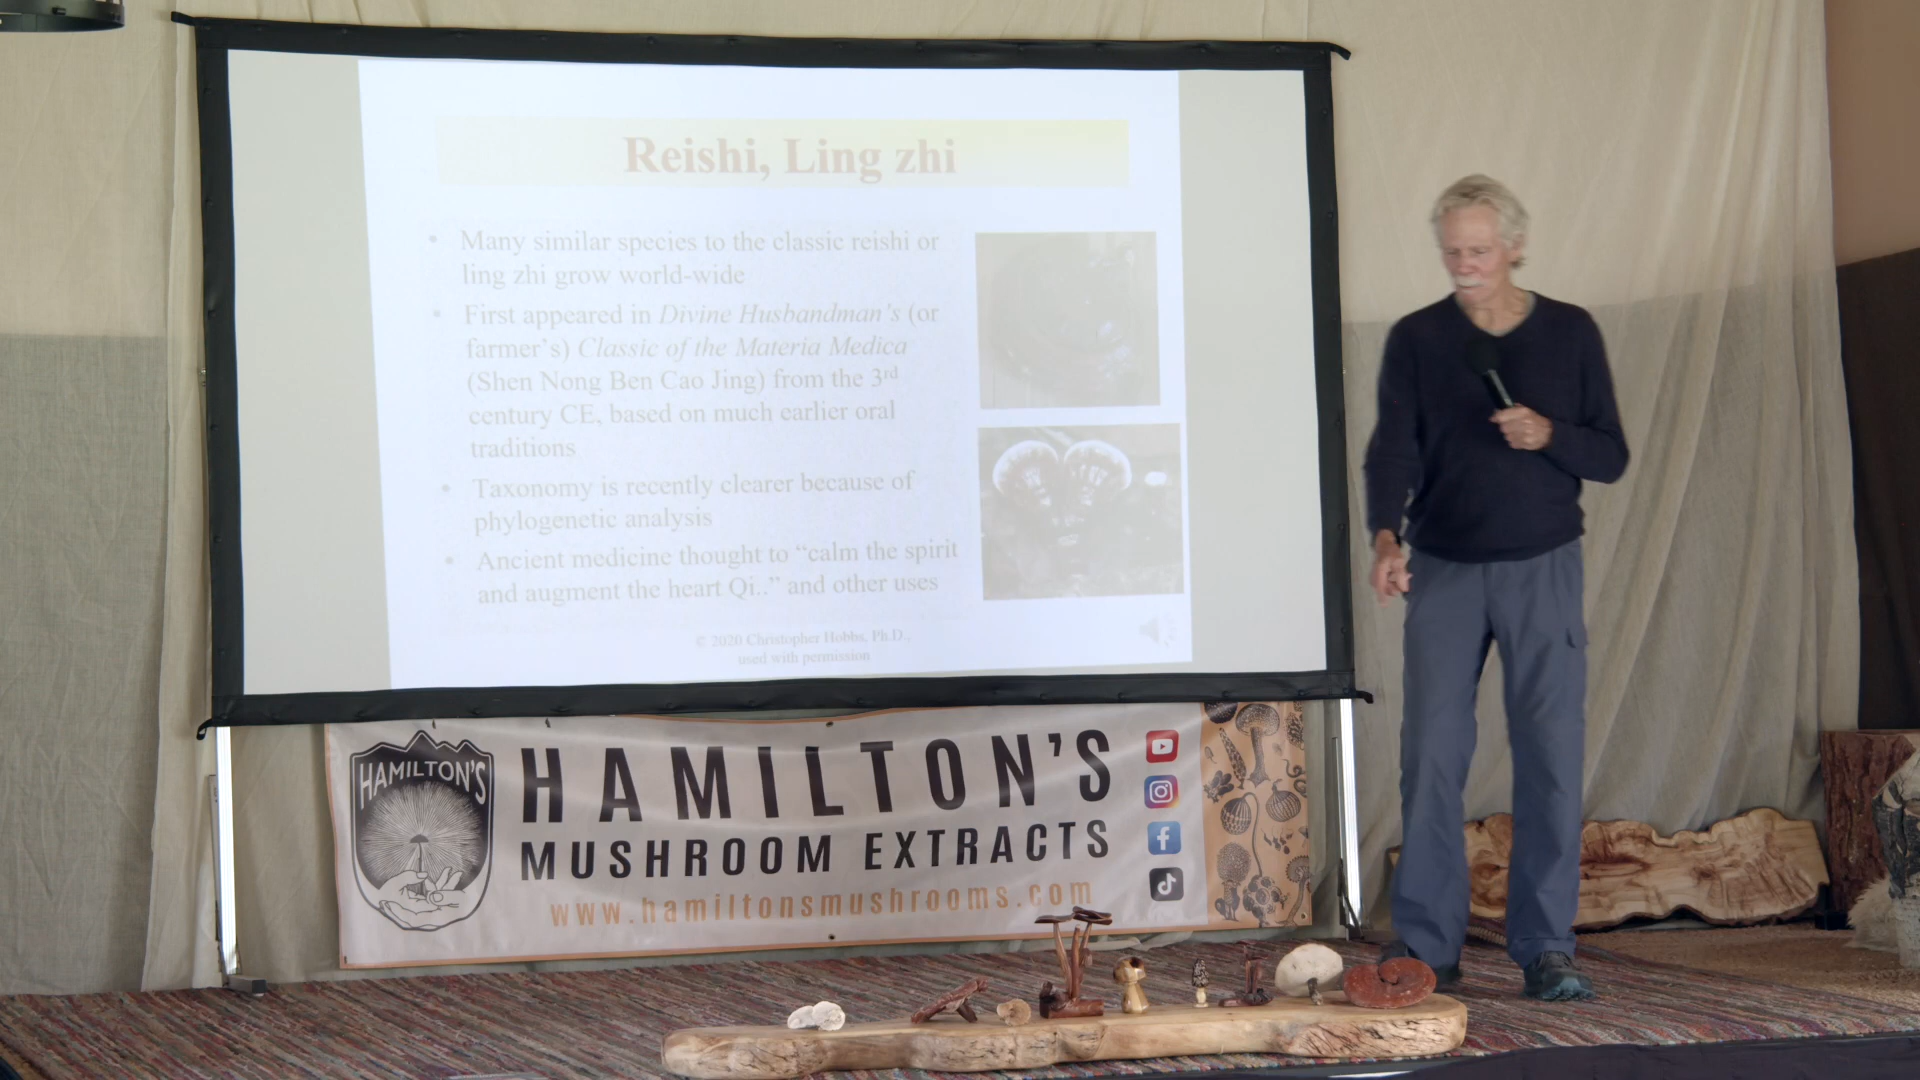 Reishi, Ling zhi
• Many similar species to the classic reishi or
ling zhi grow world-wide
• First appeared in Divine Husbandman's (or
farmer's) Classic of the Materia Medica
(Shen Nong Ben Cao Jing) from the 3rd
century CE, based on much earlier oral
traditions
• Taxonomy is recently clearer because of
phylogenetic analysis
• Ancient medicine thought to “calm the spirit
and augment the heart Qi..” and other uses
© 2020 Christopher Hobbs, Ph.D.,
used with permission
HAMILTON'S
HAMILTON'S
MUSHROOM EXTRACTS
www.hamiltonsmushrooms.com